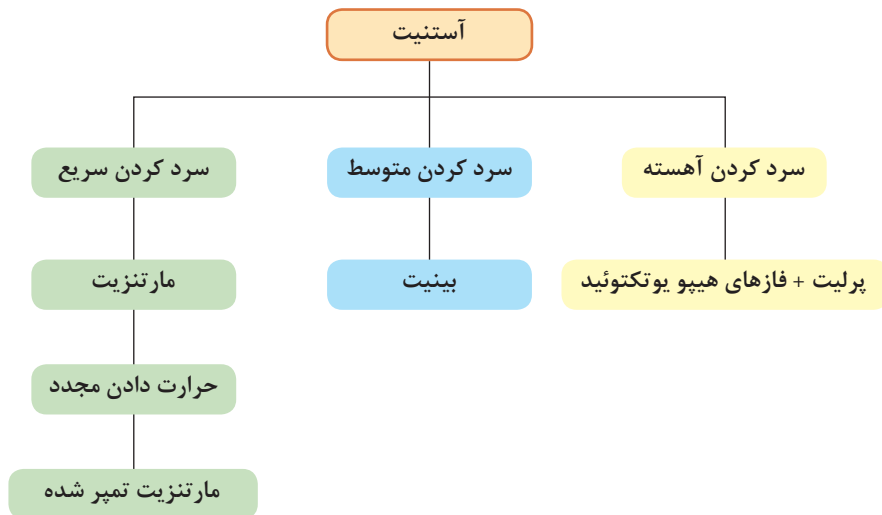 آستنیت
سرد کردن آهسته
سرد کردن متوسط
سرد کردن سریع
پرلیت + فازهای هیپو یوتکتوئید
بینیت
مارتنزیت
حرارت دادن مجدد
مارتنزیت تمپر شده